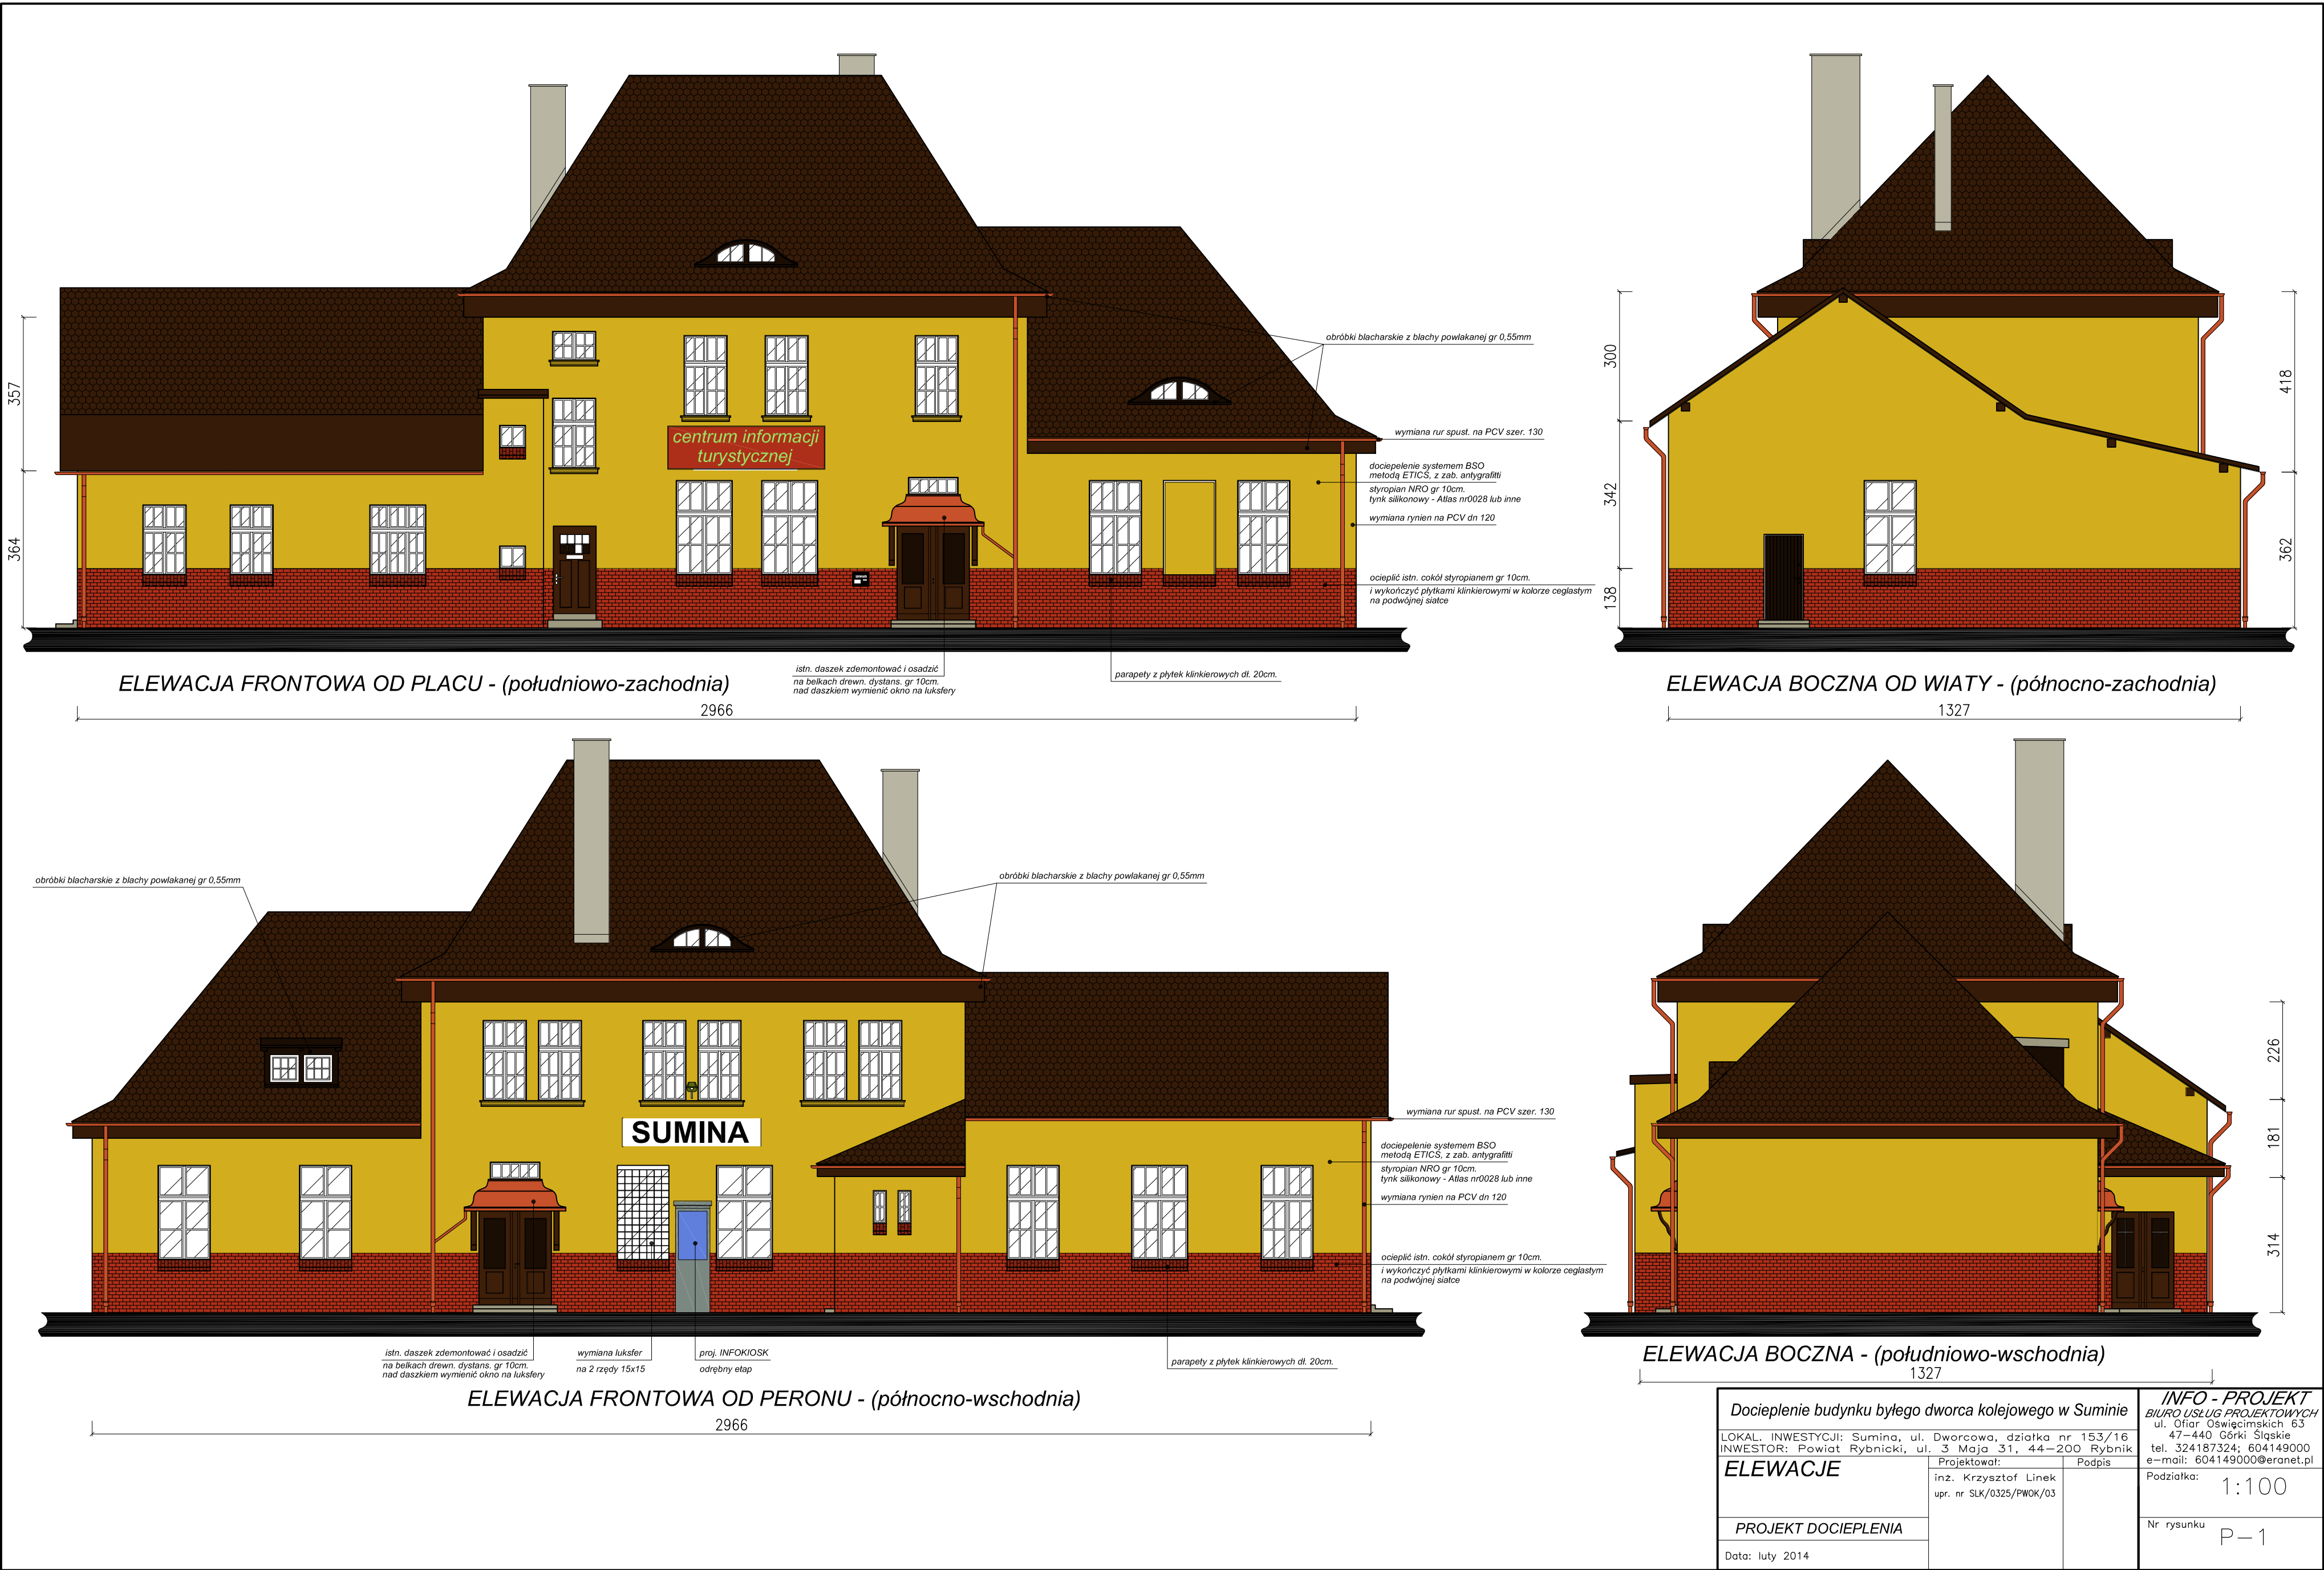 centrum informacji
turystycznej
357
364
obróbki blacharskie z blachy powlakanej gr 0,55mm
wymiana rur spust. na PCV szer. 130
dociepelenie systemem BSO
metodą ETICS, z zab. antygrafitti
styropian NRO gr 10cm.
tynk silikonowy - Atlas nr0028 lub inne
wymiana rynien na PCV dn 120
ocieplić istn. cokół styropianem gr 10cm.
i wykończyć płytkami klinkierowymi w kolorze ceglastym
na podwójnej siatce
istn. daszek zdemontować i osadzić
na belkach drewn. dystans. gr 10cm.
nad daszkiem wymienić okno na luksfery
parapety z płytek klinkierowych dł. 20cm.
ELEWACJA FRONTOWA OD PLACU - (południowo-zachodnia)
2966
300
342
138
418
362
ELEWACJA BOCZNA OD WIATY - (północno-zachodnia)
1327
obróbki blacharskie z blachy powlakanej gr 0,55mm
obróbki blacharskie z blachy powlakanej gr 0,55mm
SUMINA
wymiana rur spust. na PCV szer. 130
dociepelenie systemem BSO
metodą ETICS, z zab. antygrafitti
styropian NRO gr 10cm.
tynk silikonowy - Atlas nr0028 lub inne
wymiana rynien na PCV dn 120
ocieplić istn. cokół styropianem gr 10cm.
i wykończyć płytkami klinkierowymi w kolorze ceglastym
na podwójnej siatce
istn. daszek zdemontować i osadzić
na belkach drewn. dystans. gr 10cm.
nad daszkiem wymienić okno na luksfery
wymiana luksfer
na 2 rzędy 15x15
proj. INFOKIOSK
odrębny etap
parapety z płytek klinkierowych dł. 20cm.
ELEWACJA FRONTOWA OD PERONU - (północno-wschodnia)
2966
226
181
314
ELEWACJA BOCZNA - (południowo-wschodnia)
1327
Docieplenie budynku byłego dworca kolejowego w Suminie
LOKAL. INWESTYCJI: Sumina, ul. Dworcowa, działka nr 153/16
INWESTOR: Powiat Rybnicki, ul. 3 Maja 31, 44-200 Rybnik
ELEWACJE
PROJEKT DOCIEPLENIA
Data: luty 2014
Projektował:
inż. Krzysztof Linek
upr. nr SLK/0325/PWOK/03
Podpis
INFO - PROJEKT
BIURO USŁUG PROJEKTOWYCH
ul. Ofiar Oświęcimskich 63
47-440 Górki Śląskie
tel. 324187324; 604149000
e-mail: 604149000@eranet.pl
Podziałka:
1:100
Nr rysunku
P-1